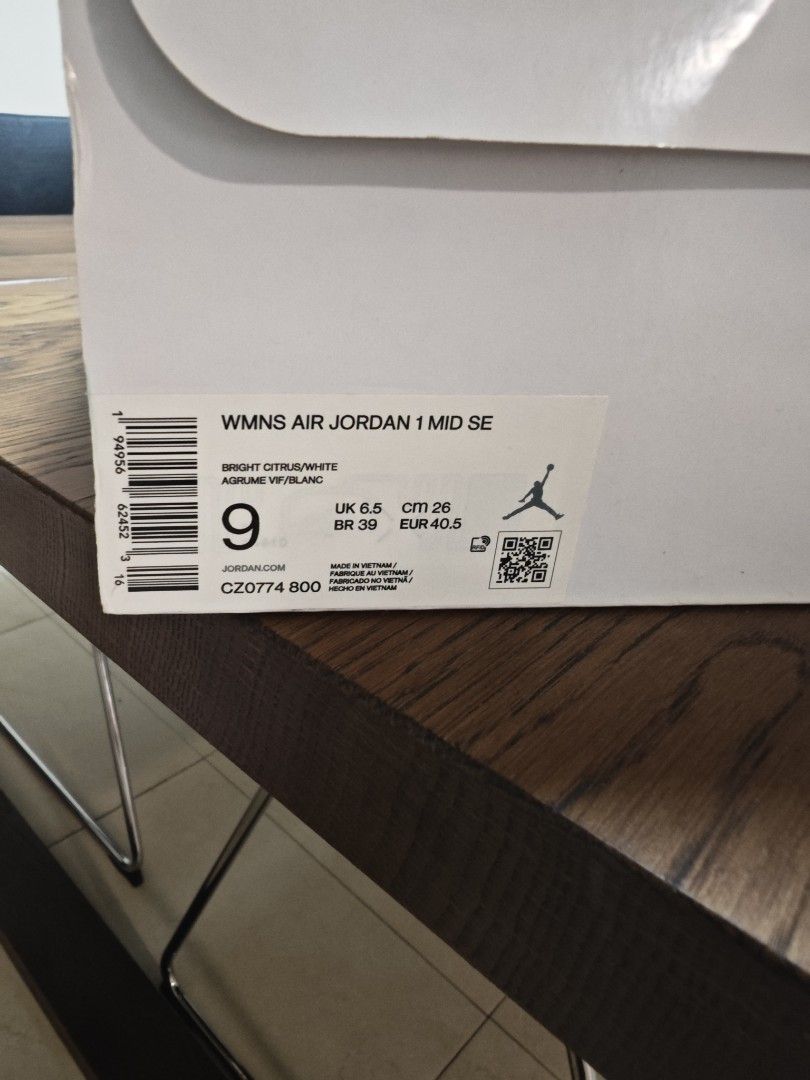 WMNS AIR JORDAN 1 MID SE
BRIGHT CITRUS/WHITE
AGRUME VIF/BLANC
9
UK 6.5 cm 26
BR 39 EUR 40.5
JORDAN.COM
CZ0774 800
MADE IN VIETNAM /
FABRIQUE AU VIETNAM /
FABRICADO NO VIETNÃ /
HECHO EN VIETNAM
1 94956 62452 3 16